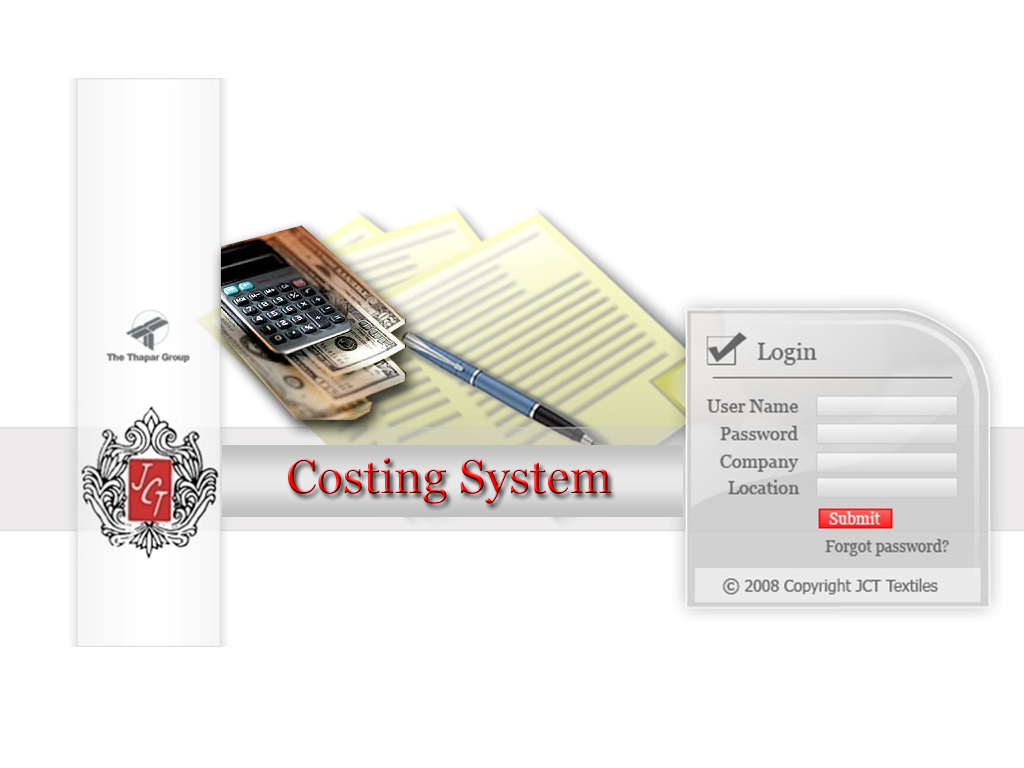 The Thapar Group
JCT
Costing System
Login
User Name
Password
Company
Location
Submit
Forgot password?
© 2008 Copyright JCT Textiles